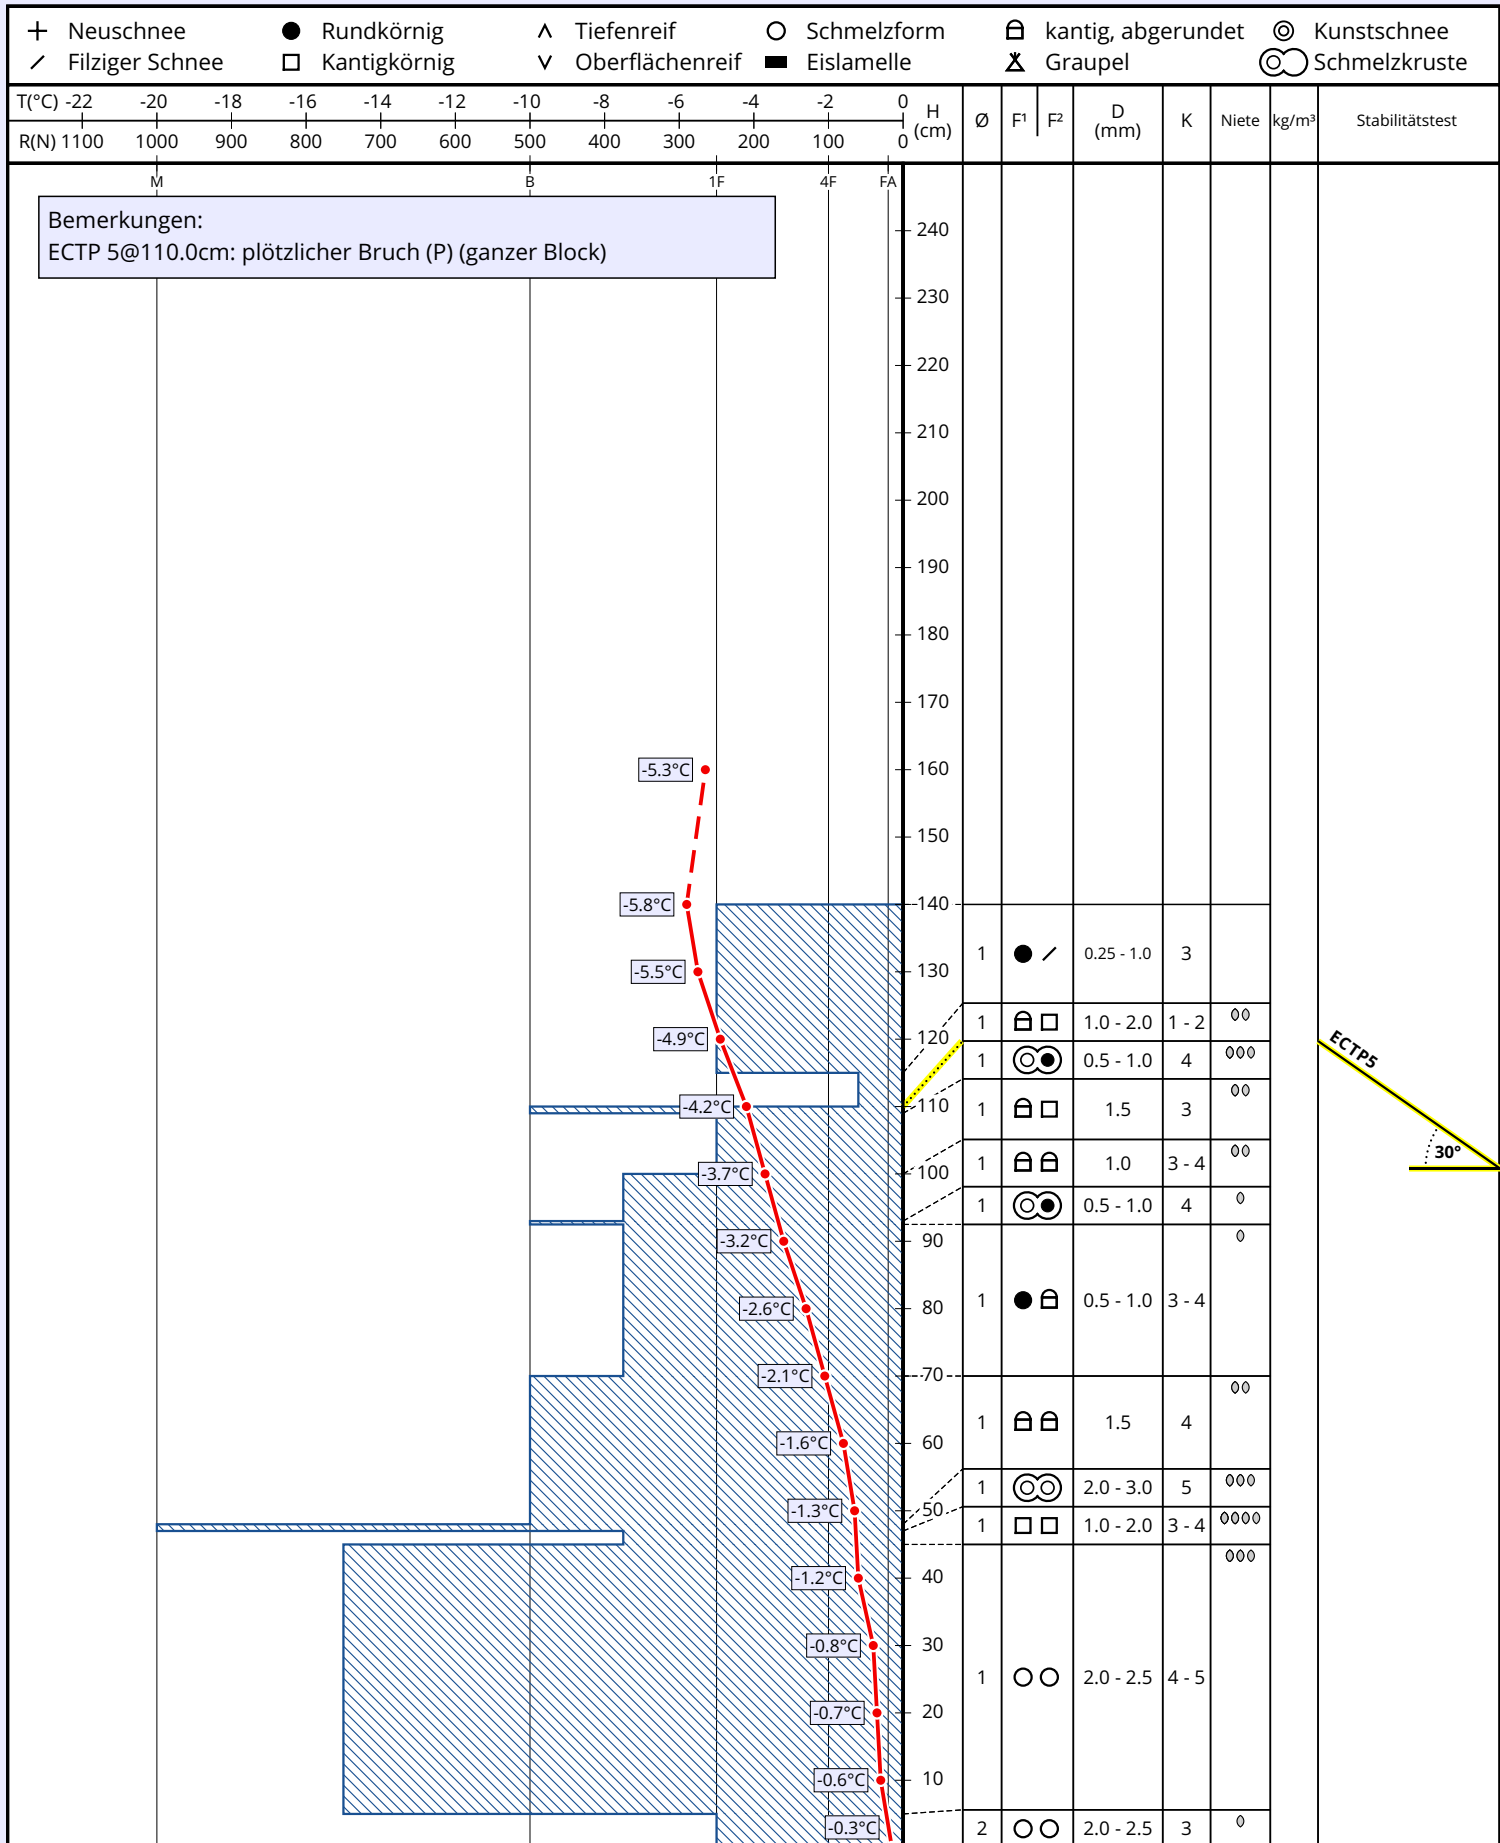 Neuschnee Rundkörnig Tiefenreif Schmelzform kantig, abgerundet Kunstschnee
Filziger Schnee Kantigkörnig Oberflächenreif Eislamelle Graupel Schmelzkruste
T(°C) -22 -20 -18 -16 -14 -12 -10 -8 -6 -4 -2 0
R(N) 1100 1000 900 800 700 600 500 400 300 200 100 0
H (cm) Ø F¹ F² D (mm) K Niete kg/m³ Stabilitätstest
M B 1F 4F FA
Bemerkungen:
ECTP 5@110.0cm: plötzlicher Bruch (P) (ganzer Block)
240
230
220
210
200
190
180
170
-5.3°C 160
150
-5.8°C 140
1 0.25 - 1.0 3
-5.5°C 130
1 1.0 - 2.0 1 - 2
-4.9°C 120
ECTP5
1 0.5 - 1.0 4
-4.2°C 110
1 1.5 3
30°
1 1.0 3 - 4
-3.7°C 100
1 0.5 - 1.0 4
-3.2°C 90
1 0.5 - 1.0 3 - 4
-2.6°C 80
-2.1°C 70
1 1.5 4
-1.6°C 60
1 2.0 - 3.0 5
-1.3°C 50
1 1.0 - 2.0 3 - 4
-1.2°C 40
-0.8°C 30
1 2.0 - 2.5 4 - 5
-0.7°C 20
-0.6°C 10
-0.3°C
2 2.0 - 2.5 3